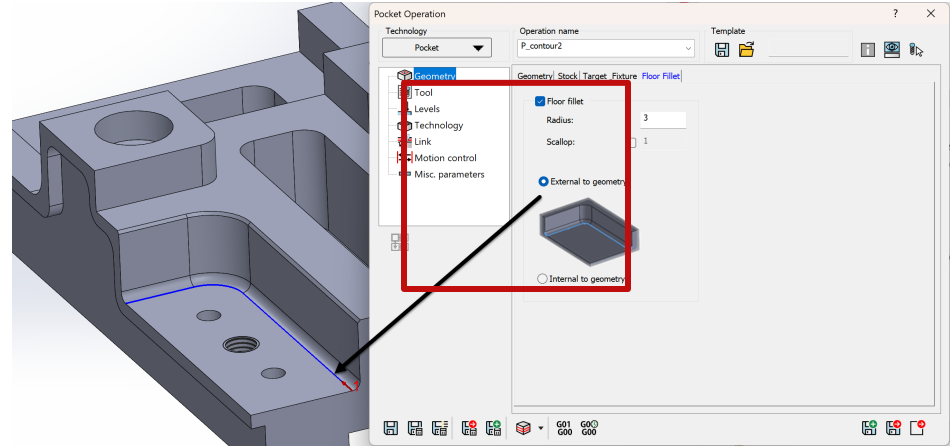 Pocket Operation
?
Technology
Operation name
Template
Pocket
P_contour2
Geometry
Geometry Stock Target Fixture Floor Fillet
Tool
Levels
Technology
Link
Motion control
Misc. parameters
Floor fillet
Radius: 3
Scallop: 1
External to geometry
Internal to geometry
G01
G00
G00
G00